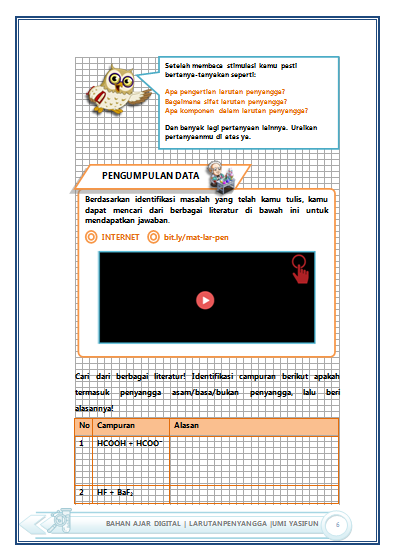 Setelah membaca stimulasi kamu pasti
bertanya-tanyakan seperti:
Apa pengertian larutan penyangga?
Bagaimana sifat larutan penyangga?
Apa komponen dalam larutan penyangga?
Dan banyak lagi pertanyaan lainnya. Uraikan
pertanyaanmu di atas ya.
PENGUMPULAN DATA
Berdasarkan identifikasi masalah yang telah kamu tulis, kamu
dapat mencari dari berbagai literatur di bawah ini untuk
mendapatkan jawaban.
INTERNET bit.ly/mat-lar-pen
Cari dari berbagai literatur! Identifikasi campuran berikut apakah
termasuk penyangga asam/basa/bukan penyangga, lalu beri
alasannya!
No Campuran Alasan
1 HCOOH + HCOO⁻
2 HF + BaF₂
BAHAN AJAR DIGITAL | LARUTANPENYANGGA |UMI YASIFUN 6